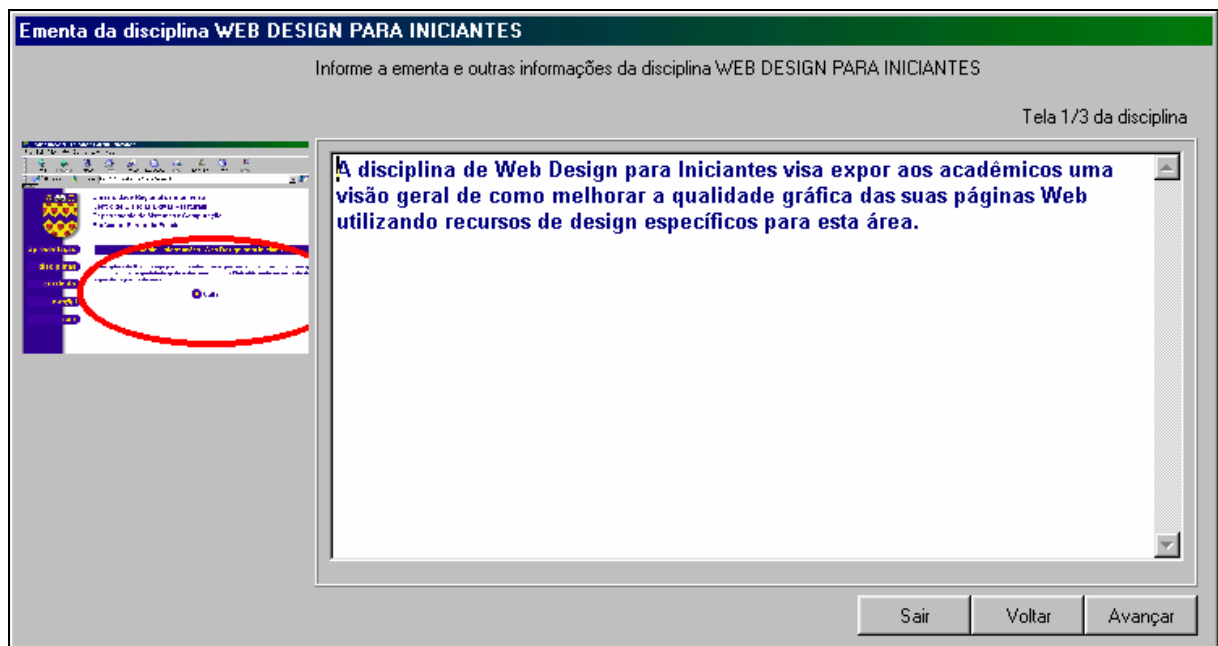 Ementa da disciplina WEB DESIGN PARA INICIANTES
Informe a ementa e outras informações da disciplina WEB DESIGN PARA INICIANTES
Tela 1/3 da disciplina
A disciplina de Web Design para Iniciantes visa expor aos acadêmicos uma
visão geral de como melhorar a qualidade gráfica das suas páginas Web
utilizando recursos de design específicos para esta área.
Sair
Voltar
Avançar